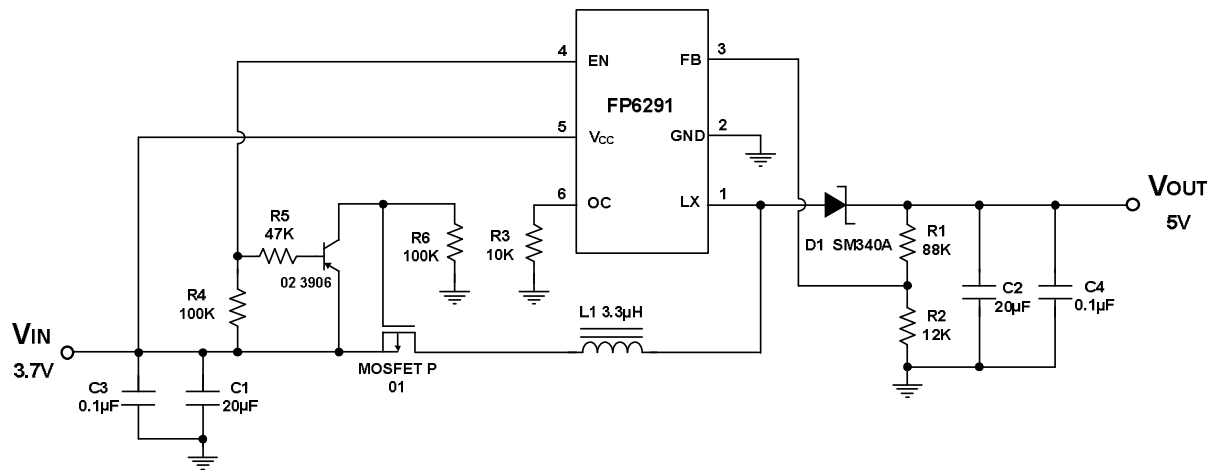 4
EN
FB
3
FP6291
5
VCC
GND
2
6
OC
LX
1
R5
47K
R6
100K
R3
10K
02 3906
R4
100K
VIN
3.7V
C3
0.1µF
C1
20µF
MOSFET P
01
L1 3.3µH
D1 SM340A
R1
88K
R2
12K
C2
20µF
C4
0.1µF
VOUT
5V